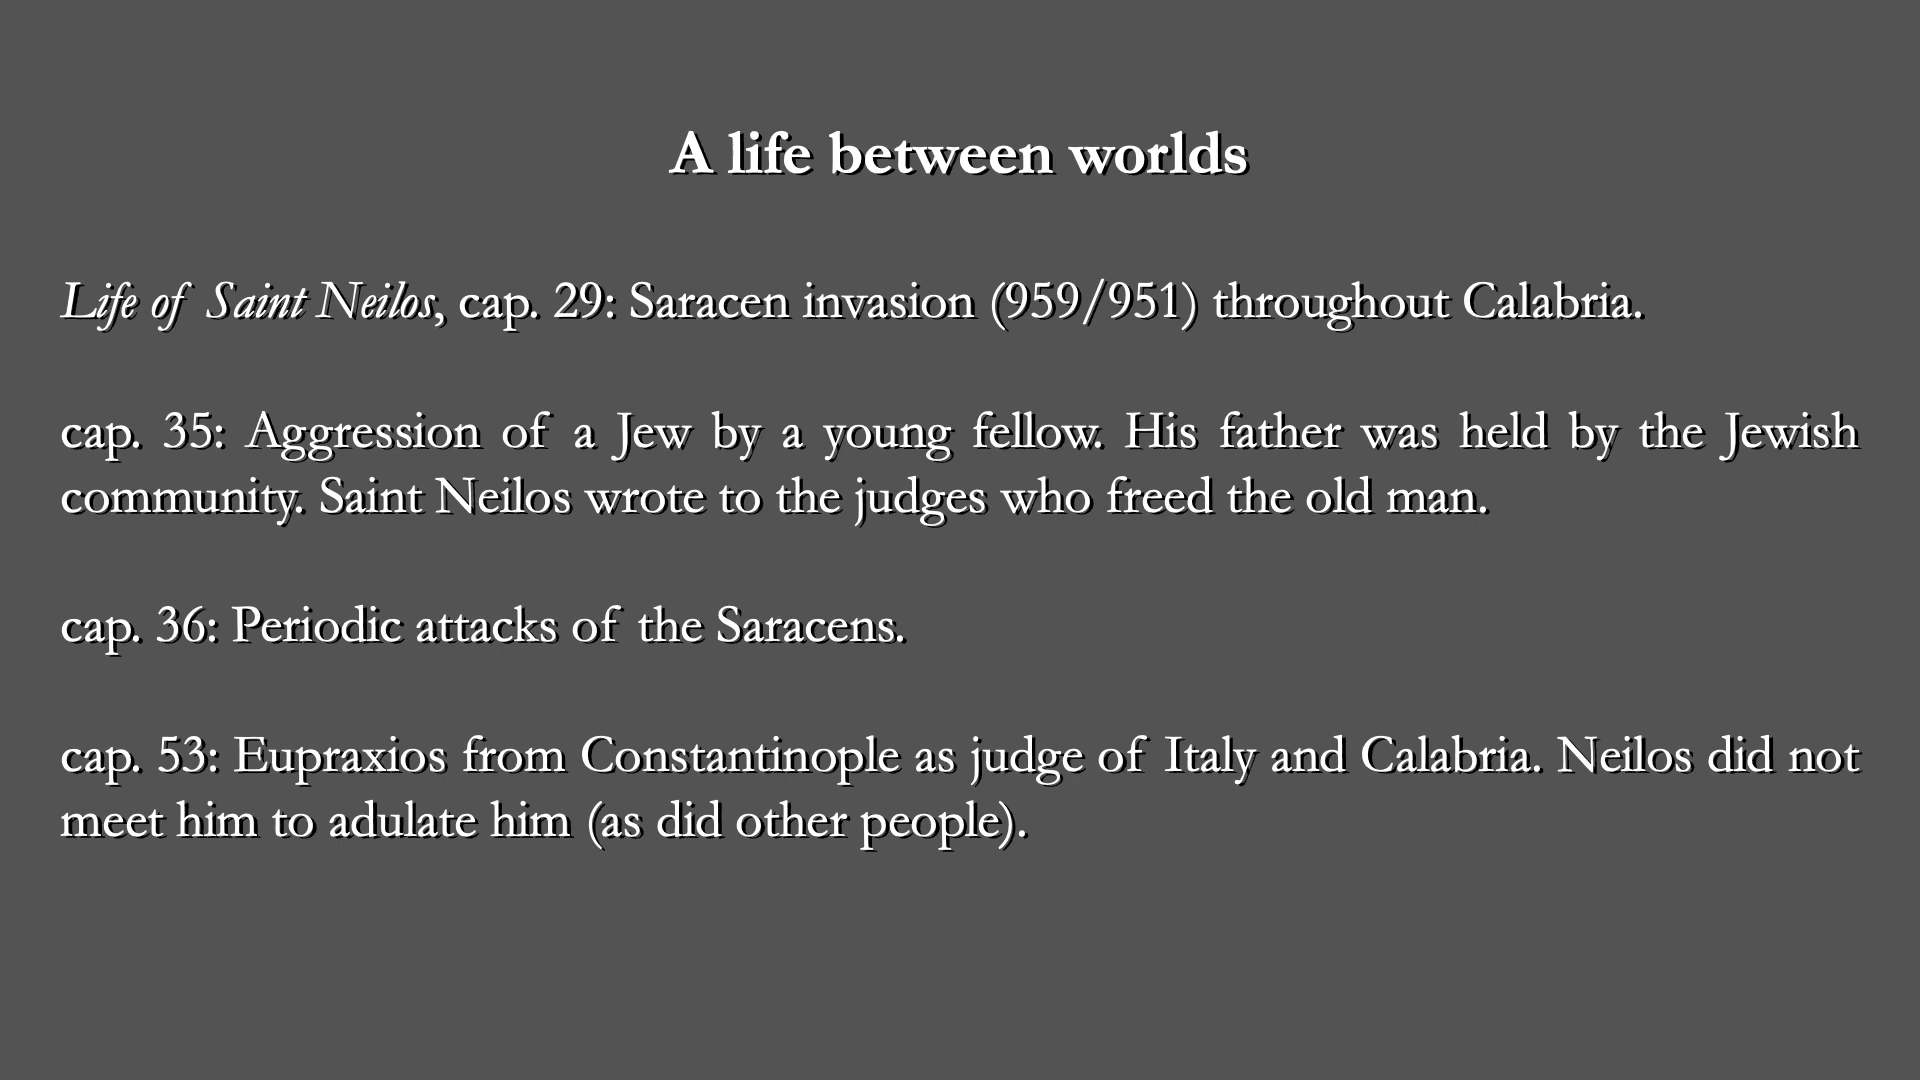 A life between worlds
Life of Saint Neilos, cap. 29: Saracen invasion (959/951) throughout Calabria.
cap. 35: Aggression of a Jew by a young fellow. His father was held by the Jewish
community. Saint Neilos wrote to the judges who freed the old man.
cap. 36: Periodic attacks of the Saracens.
cap. 53: Eupraxios from Constantinople as judge of Italy and Calabria. Neilos did not
meet him to adulate him (as did other people).